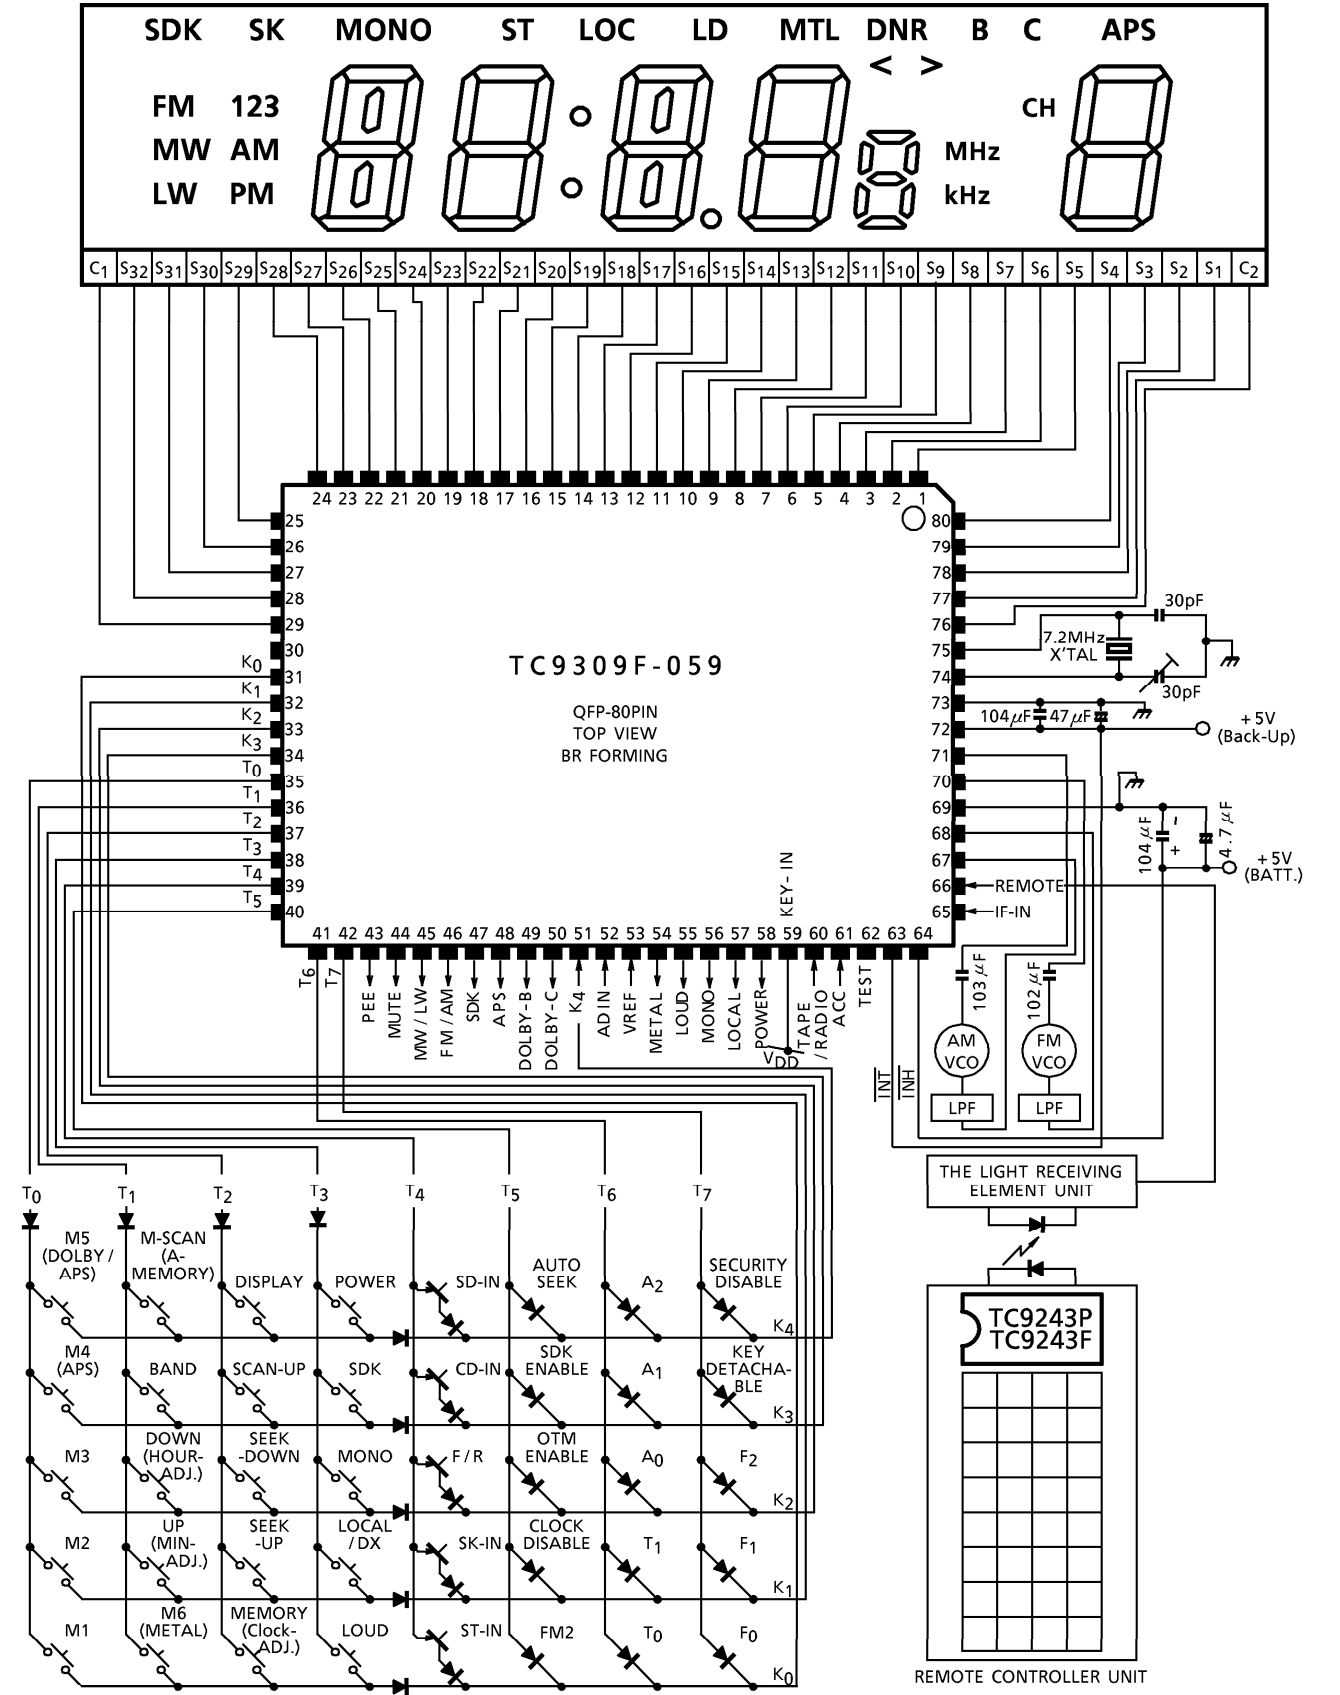 SDK SK MONO ST LOC LD MTL DNR B C APS
< >
FM 123 CH
MW AM MHz
LW PM kHz
C1 S32 S31 S30 S29 S28 S27 S26 S25 S24 S23 S22 S21 S20 S19 S18 S17 S16 S15 S14 S13 S12 S11 S10 S9 S8 S7 S6 S5 S4 S3 S2 S1 C2
24 23 22 21 20 19 18 17 16 15 14 13 12 11 10 9 8 7 6 5 4 3 2 1
25 80
26 79
27 78
28 77
29 76
30 75
K0 31 74
K1 32 73
K2 33 72
K3 34 71
T0 35 70
T1 36 69
T2 37 68
T3 38 67
T4 39 66
T5 40 65
TC9309F-059
QFP-80PIN
TOP VIEW
BR FORMING
30pF
7.2MHz
X'TAL
30pF
104μF 47μF
+5V
(Back-Up)
104μF - +
4.7μF
+5V
(BATT.)
REMOTE
IF-IN
KEY-IN
41 42 43 44 45 46 47 48 49 50 51 52 53 54 55 56 57 58 59 60 61 62 63 64
T6 T7 PEE MUTE MW/LW FM/AM SDK APS DOLBY-B DOLBY-C K4 ADIN VREF METAL LOUD MONO LOCAL POWER VDD TAPE/RADIO ACC TEST
INT INH
103μF 102μF
AM
VCO
FM
VCO
LPF LPF
THE LIGHT RECEIVING
ELEMENT UNIT
TC9243P
TC9243F
REMOTE CONTROLLER UNIT
T0 T1 T2 T3 T4 T5 T6 T7
M5
(DOLBY/
APS)
M-SCAN
(A-
MEMORY)
DISPLAY
POWER
SD-IN
AUTO
SEEK
A2
SECURITY
DISABLE
K4
M4
(APS)
BAND
SCAN-UP
SDK
CD-IN
SDK
ENABLE
A1
KEY
DETACHA-
BLE
K3
M3
DOWN
(HOUR-
ADJ.)
SEEK
-DOWN
MONO
F/R
OTM
ENABLE
A0
F2
K2
M2
UP
(MIN-
ADJ.)
SEEK
-UP
LOCAL
/DX
SK-IN
CLOCK
DISABLE
T1
F1
K1
M1
M6
(METAL)
MEMORY
(Clock-
ADJ.)
LOUD
ST-IN
FM2
T0
F0
K0